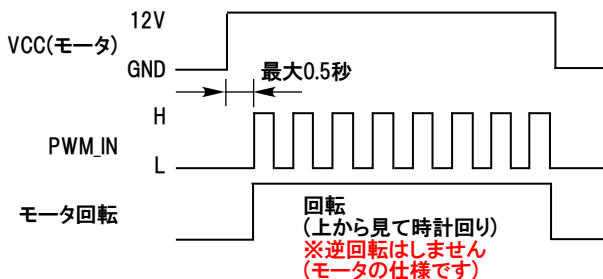 12V
VCC(モータ)
GND
最大0.5秒
H
PWM_IN
L
モータ回転
回転
(上から見て時計回り)
※逆回転はしません
(モータの仕様です)